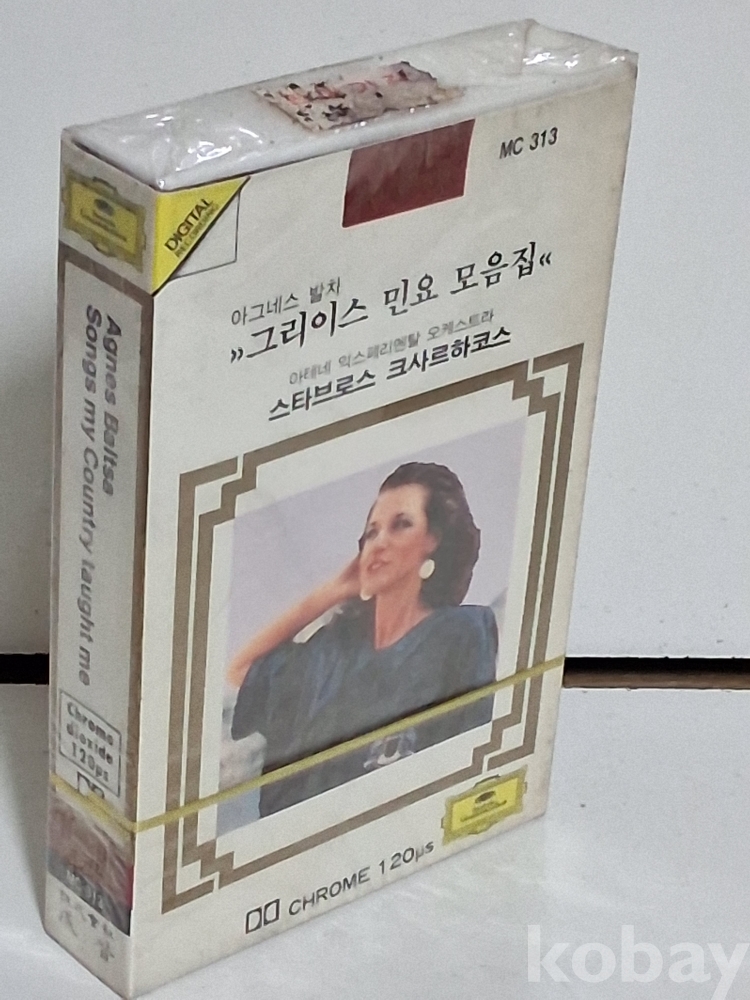 MC 313
DIGITAL
RECORDING
아그네스 발차
»그리이스 민요 모음집«
아테네 익스페리멘탈 오케스트라
스타브로스 크사르하코스
CHROME 120µs
Agnes Baltsa
Songs my Country taught me
Chrome
dioxide
120µs
kobay